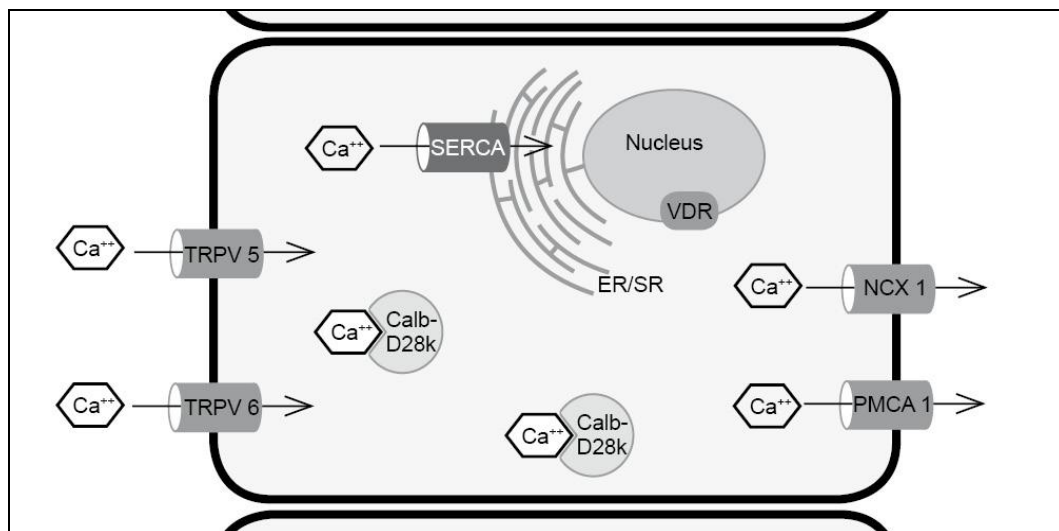 Ca++
SERCA
Nucleus
VDR
Ca++
TRPV 5
ER/SR
Ca++
NCX 1
Ca++
Calb-
D28k
Ca++
TRPV 6
Ca++
PMCA 1
Ca++
Calb-
D28k